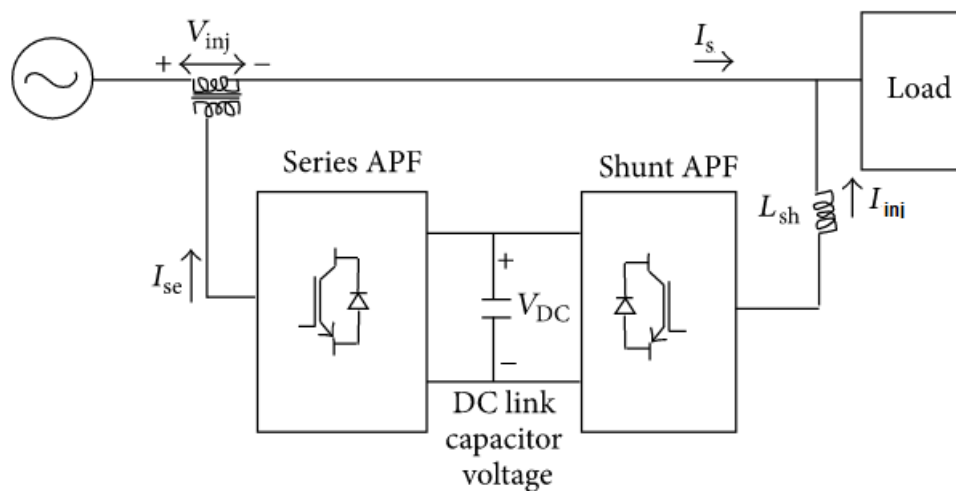 V_inj
+ −
I_s
Load
Series APF
Shunt APF
L_sh
I_inj
I_se
+
V_DC
−
DC link
capacitor
voltage